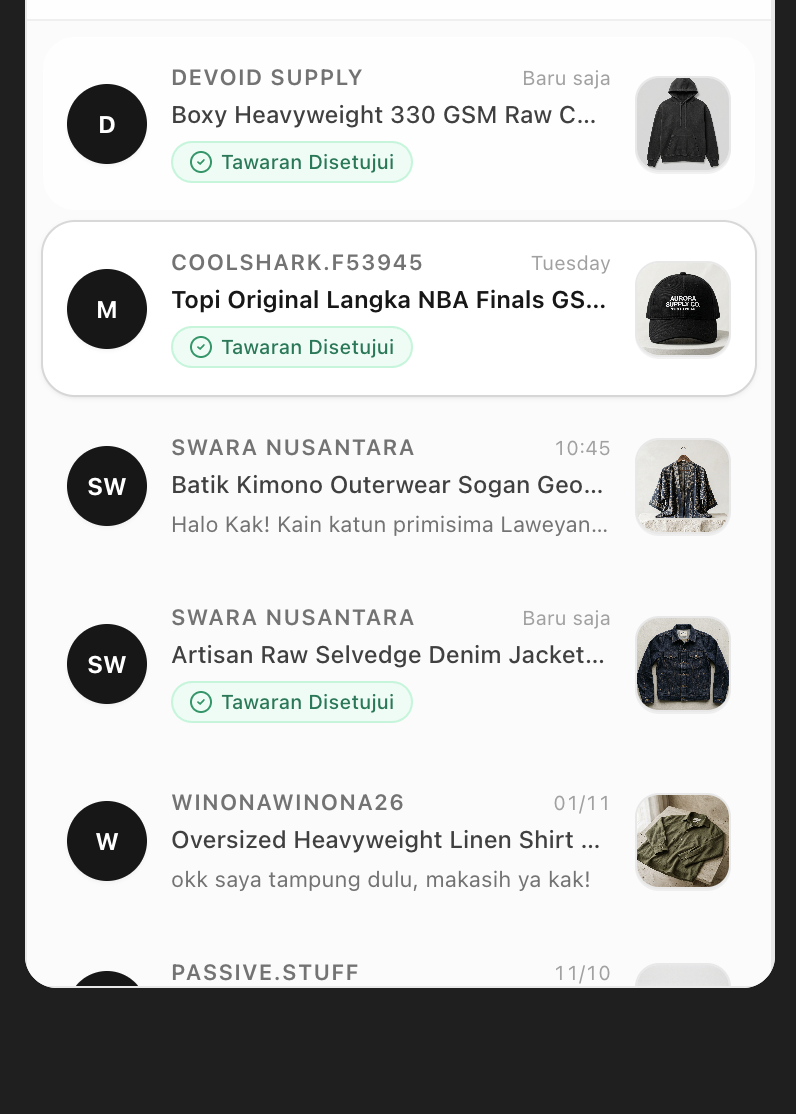 D
DEVOID SUPPLY
Baru saja
Boxy Heavyweight 330 GSM Raw C...
Tawaran Disetujui
M
COOLSHARK.F53945
Tuesday
Topi Original Langka NBA Finals GS...
Tawaran Disetujui
AURORA
SUPPLY CO.
SW
SWARA NUSANTARA
10:45
Batik Kimono Outerwear Sogan Geo...
Halo Kak! Kain katun primisima Laweyan...
SW
SWARA NUSANTARA
Baru saja
Artisan Raw Selvedge Denim Jacket...
Tawaran Disetujui
W
WINONAWINONA26
01/11
Oversized Heavyweight Linen Shirt ...
okk saya tampung dulu, makasih ya kak!
PASSIVE.STUFF
11/10